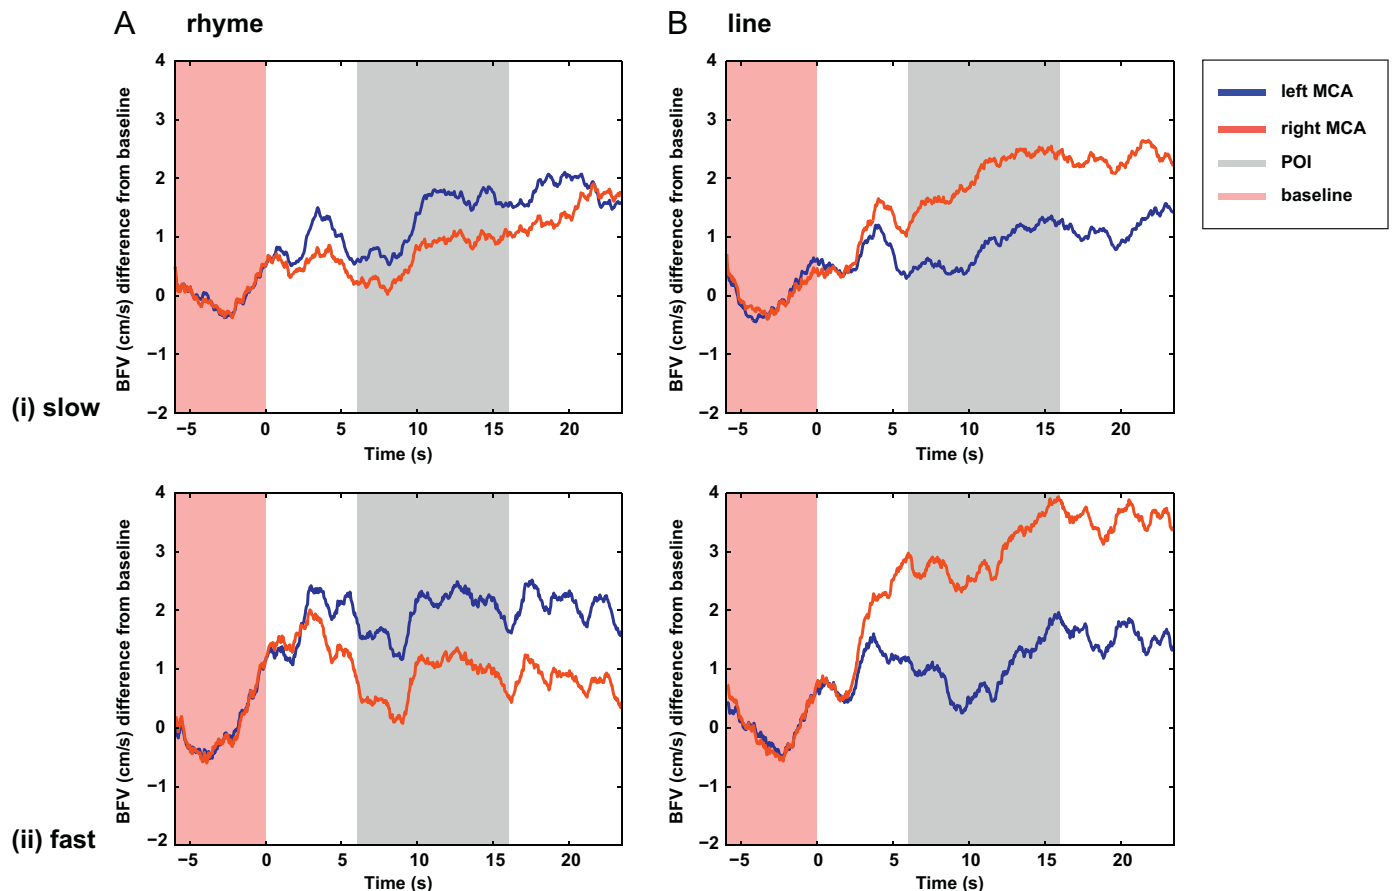 A rhyme
B line
BFV (cm/s) difference from baseline
4
3
2
1
0
−1
−2
−5 0 5 10 15 20
Time (s)
BFV (cm/s) difference from baseline
4
3
2
1
0
−1
−2
−5 0 5 10 15 20
Time (s)
left MCA
right MCA
POI
baseline
(i) slow
BFV (cm/s) difference from baseline
4
3
2
1
0
−1
−2
−5 0 5 10 15 20
Time (s)
BFV (cm/s) difference from baseline
4
3
2
1
0
−1
−2
−5 0 5 10 15 20
Time (s)
(ii) fast